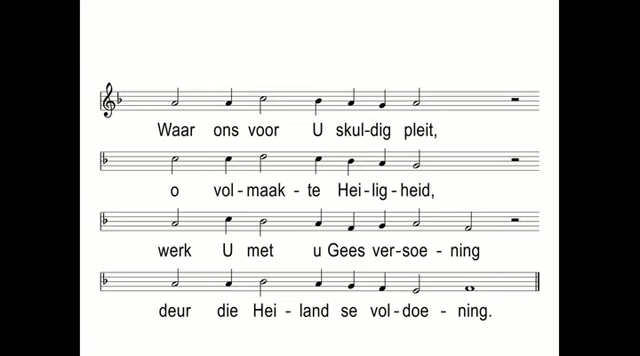 Waar ons voor U skul-dig pleit,
o vol-maak-te Hei-lig-heid,
werk U met u Gees ver-soe-ning
deur die Hei-land se vol-doe-ning.